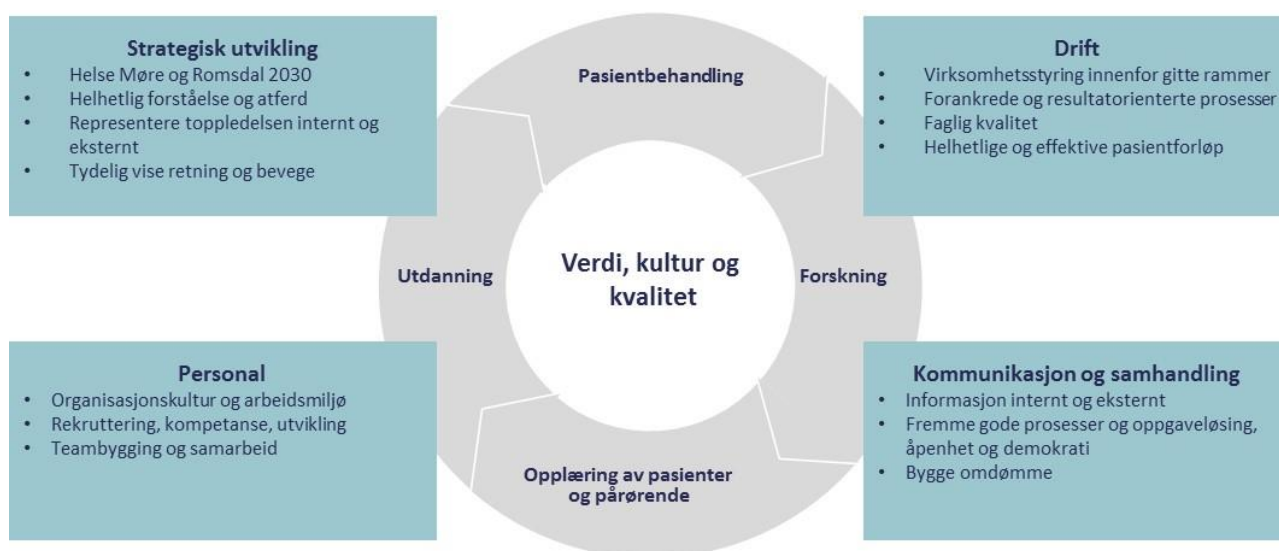 Strategisk utvikling
• Helse Møre og Romsdal 2030
• Helhetlig forståelse og atferd
• Representere toppledelsen internt og
eksternt
• Tydelig vise retning og bevege
Pasientbehandling
Drift
• Virksomhetsstyring innenfor gitte rammer
• Forankrede og resultatorienterte prosesser
• Faglig kvalitet
• Helhetlige og effektive pasientforløp
Utdanning
Verdi, kultur og
kvalitet
Forskning
Personal
• Organisasjonskultur og arbeidsmiljø
• Rekruttering, kompetanse, utvikling
• Teambygging og samarbeid
Opplæring av pasienter
og pårørende
Kommunikasjon og samhandling
• Informasjon internt og eksternt
• Fremme gode prosesser og oppgaveløsing,
åpenhet og demokrati
• Bygge omdømme